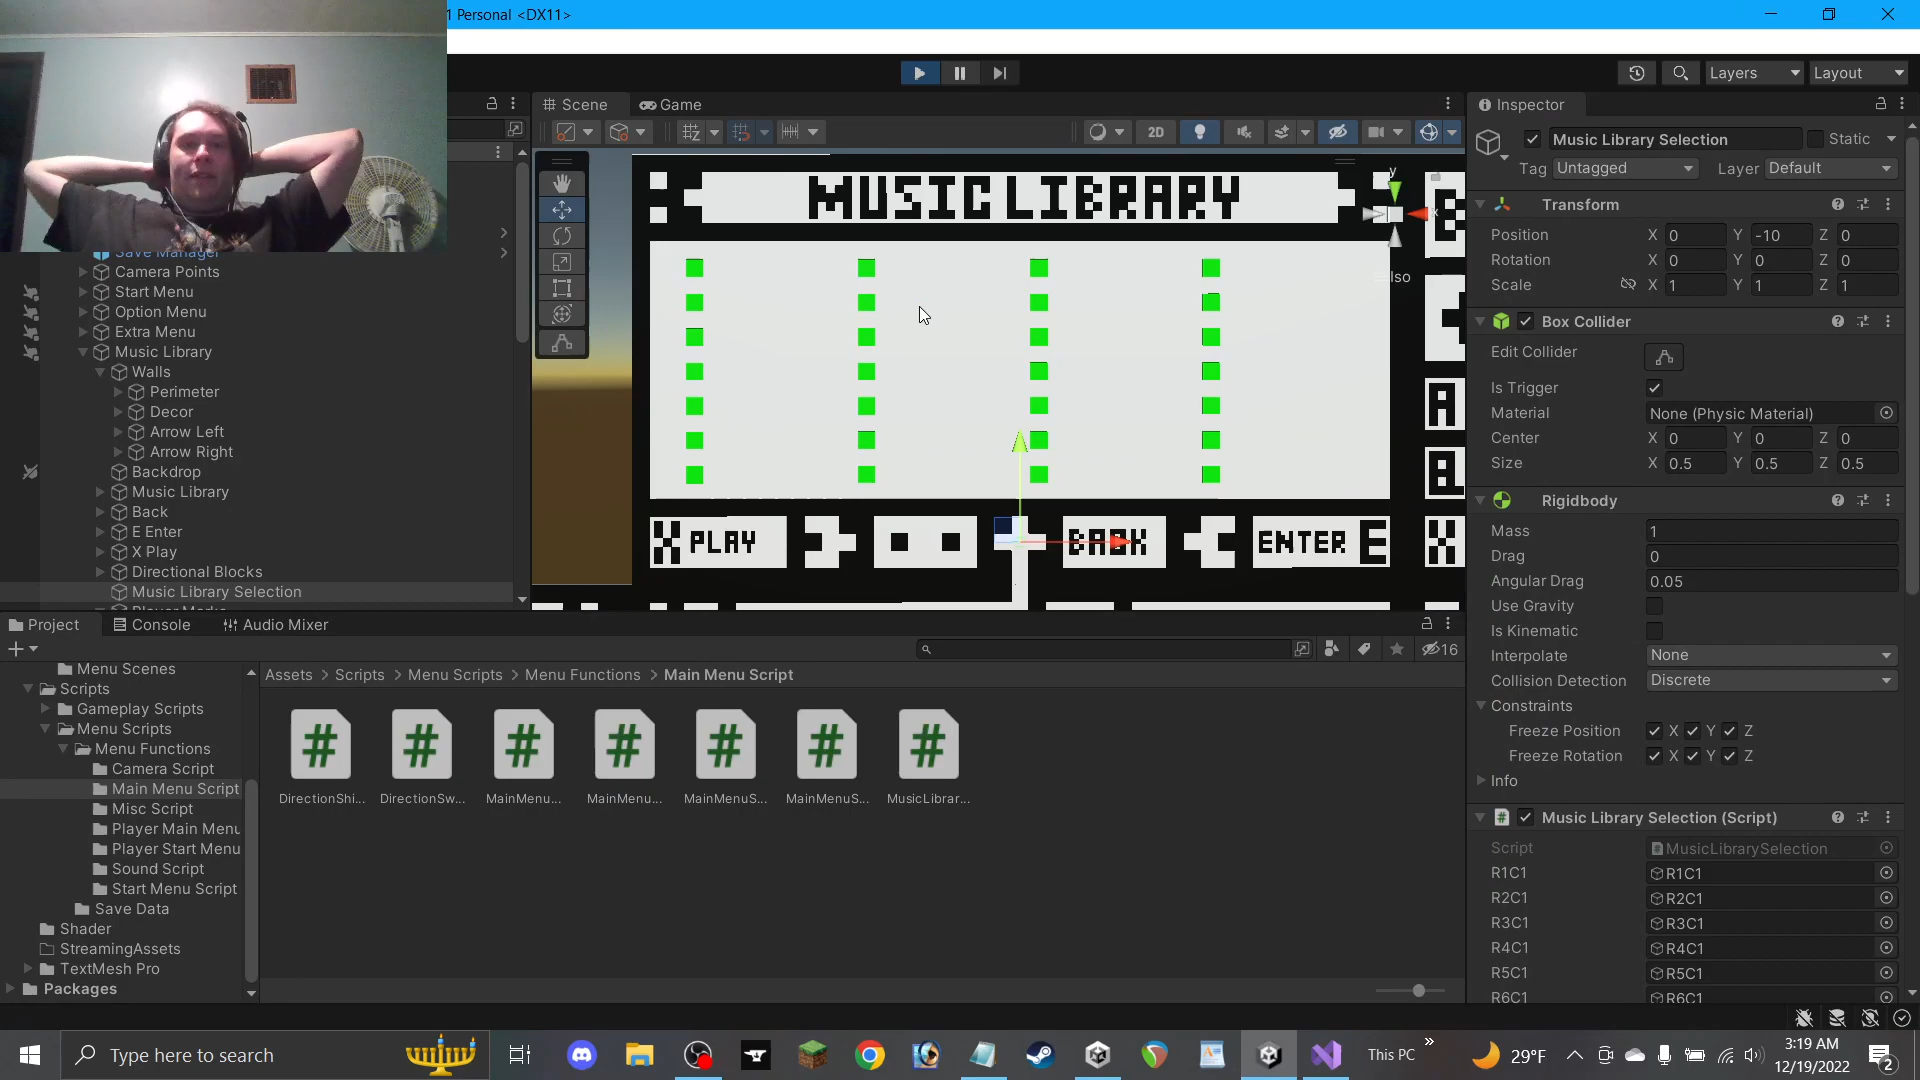 1 Personal <DX11>
Layers
Layout
Scene
Game
Inspector
2D
Music Library Selection
Static
Tag
Untagged
Layer
Default
Transform
Position X 0 Y -10 Z 0
Rotation X 0 Y 0 Z 0
Scale X 1 Y 1 Z 1
Box Collider
Edit Collider
Is Trigger
Material None (Physic Material)
Center X 0 Y 0 Z 0
Size X 0.5 Y 0.5 Z 0.5
Rigidbody
Mass 1
Drag 0
Angular Drag 0.05
Use Gravity
Is Kinematic
Interpolate None
Collision Detection Discrete
Constraints
Freeze Position X Y Z
Freeze Rotation X Y Z
Info
Music Library Selection (Script)
Script MusicLibrarySelection
R1C1 R1C1
R2C1 R2C1
R3C1 R3C1
R4C1 R4C1
R5C1 R5C1
R6C1 R6C1
MUSIC LIBRARY
y
x
Iso
X PLAY
BACK
ENTER E
A
X
Save Manager
Camera Points
Start Menu
Option Menu
Extra Menu
Music Library
Walls
Perimeter
Decor
Arrow Left
Arrow Right
Backdrop
Music Library
Back
E Enter
X Play
Directional Blocks
Music Library Selection
Player Marks
Project
Console
Audio Mixer
16
Menu Scenes
Scripts
Gameplay Scripts
Menu Scripts
Menu Functions
Camera Script
Main Menu Script
Misc Script
Player Main Menu
Player Start Menu
Sound Script
Start Menu Script
Save Data
Shader
StreamingAssets
TextMesh Pro
Packages
Assets > Scripts > Menu Scripts > Menu Functions > Main Menu Script
DirectionShi...
DirectionSw...
MainMenu...
MainMenu...
MainMenuS...
MainMenuS...
MusicLibrar...
Type here to search
This PC
29°F
3:19 AM
12/19/2022
2